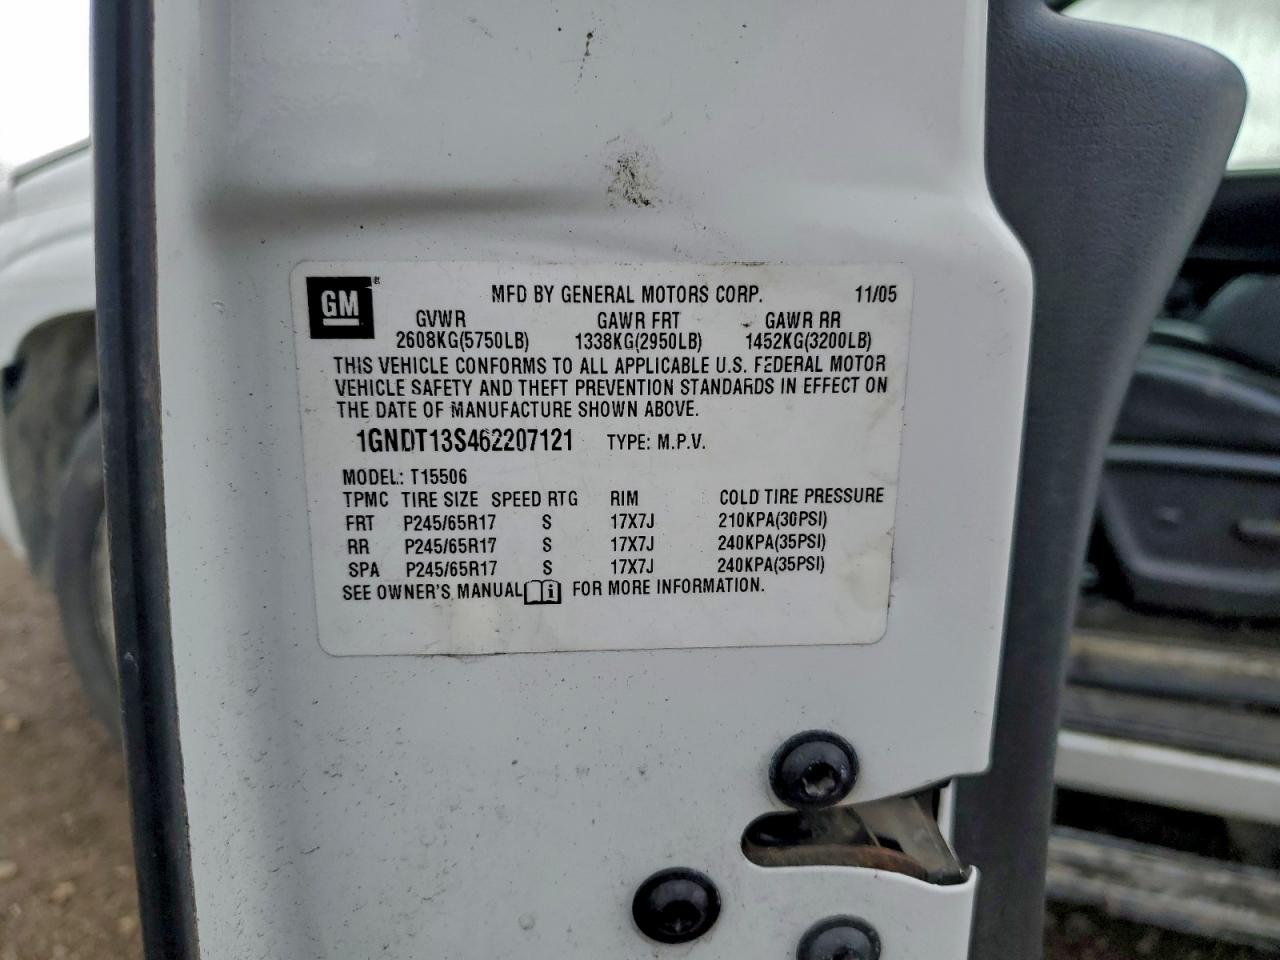 GM ®
MFD BY GENERAL MOTORS CORP. 11/05
GVWR GAWR FRT GAWR RR
2608KG(5750LB) 1338KG(2950LB) 1452KG(3200LB)
THIS VEHICLE CONFORMS TO ALL APPLICABLE U.S. FEDERAL MOTOR
VEHICLE SAFETY AND THEFT PREVENTION STANDARDS IN EFFECT ON
THE DATE OF MANUFACTURE SHOWN ABOVE.
1GNDT13S462207121 TYPE: M.P.V.
MODEL: T15506
TPMC TIRE SIZE SPEED RTG RIM COLD TIRE PRESSURE
FRT P245/65R17 S 17X7J 210KPA(30PSI)
RR P245/65R17 S 17X7J 240KPA(35PSI)
SPA P245/65R17 S 17X7J 240KPA(35PSI)
SEE OWNER'S MANUAL i FOR MORE INFORMATION.